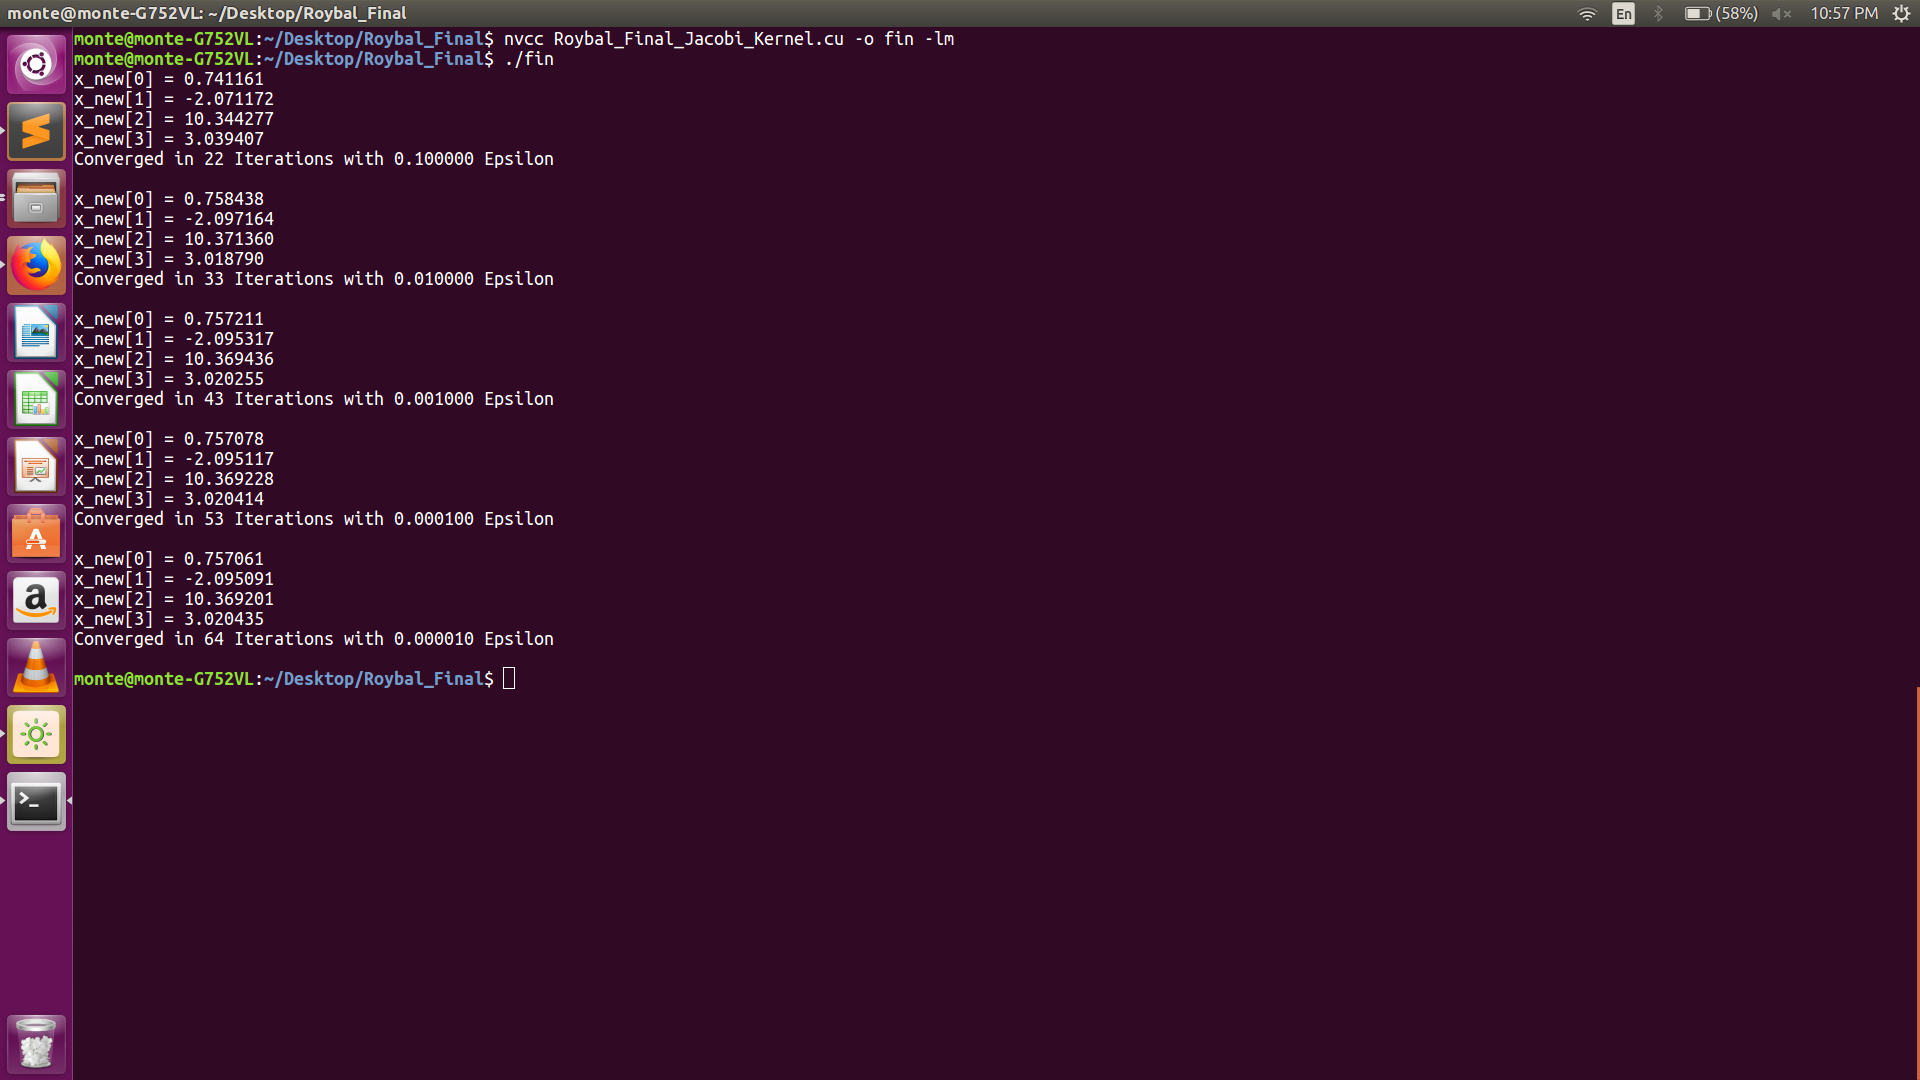 monte@monte-G752VL: ~/Desktop/Roybal_Final
En
(58%)
10:57 PM
monte@monte-G752VL:~/Desktop/Roybal_Final$ nvcc Roybal_Final_Jacobi_Kernel.cu -o fin -lm
monte@monte-G752VL:~/Desktop/Roybal_Final$ ./fin
x_new[0] = 0.741161
x_new[1] = -2.071172
x_new[2] = 10.344277
x_new[3] = 3.039407
Converged in 22 Iterations with 0.100000 Epsilon
x_new[0] = 0.758438
x_new[1] = -2.097164
x_new[2] = 10.371360
x_new[3] = 3.018790
Converged in 33 Iterations with 0.010000 Epsilon
x_new[0] = 0.757211
x_new[1] = -2.095317
x_new[2] = 10.369436
x_new[3] = 3.020255
Converged in 43 Iterations with 0.001000 Epsilon
x_new[0] = 0.757078
x_new[1] = -2.095117
x_new[2] = 10.369228
x_new[3] = 3.020414
Converged in 53 Iterations with 0.000100 Epsilon
x_new[0] = 0.757061
x_new[1] = -2.095091
x_new[2] = 10.369201
x_new[3] = 3.020435
Converged in 64 Iterations with 0.000010 Epsilon
monte@monte-G752VL:~/Desktop/Roybal_Final$
a
>_